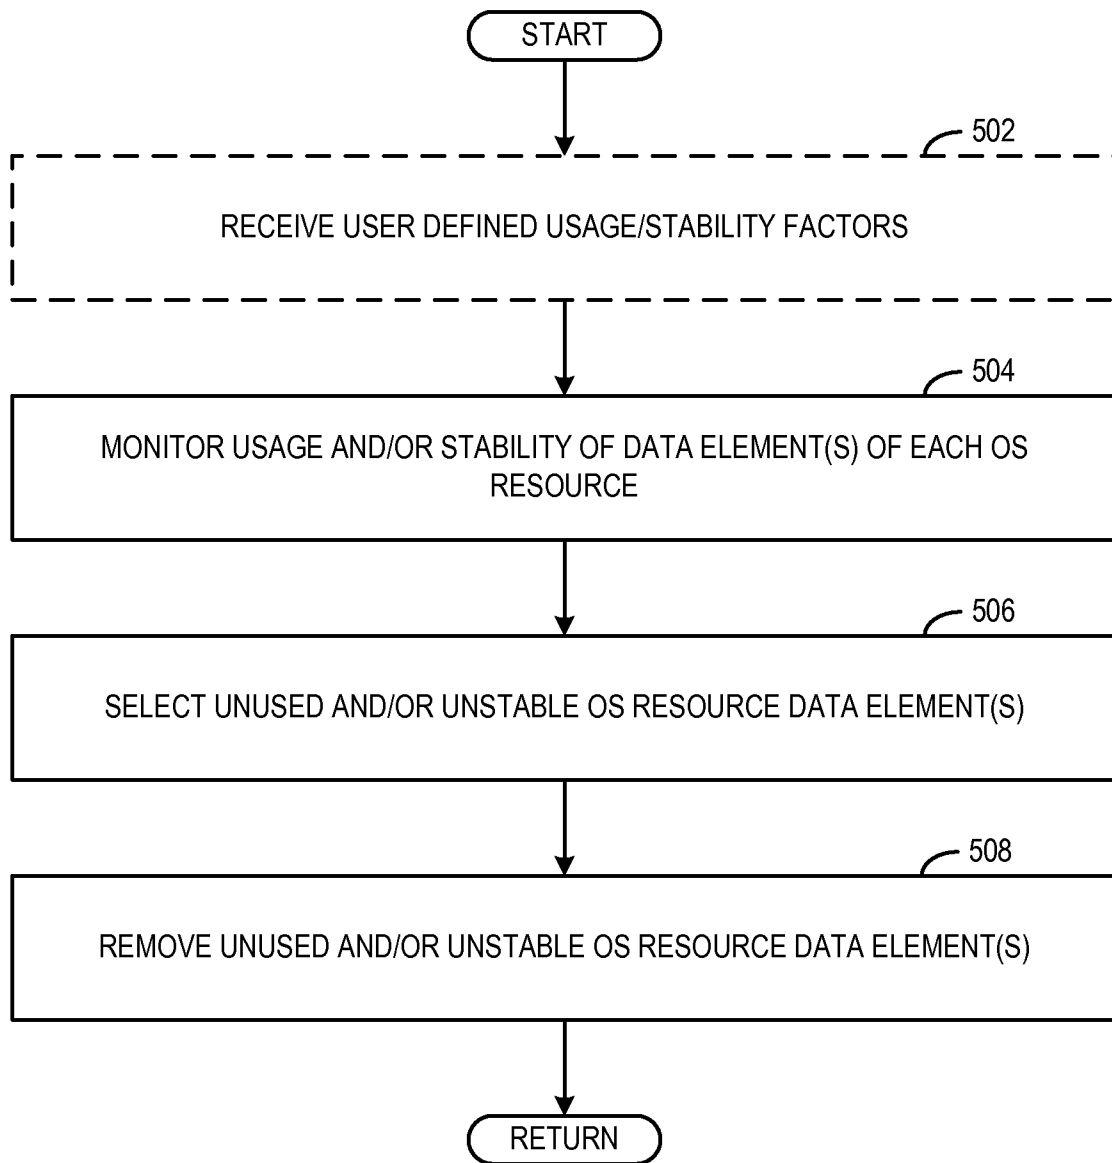 START
502
RECEIVE USER DEFINED USAGE/STABILITY FACTORS
504
MONITOR USAGE AND/OR STABILITY OF DATA ELEMENT(S) OF EACH OS
RESOURCE
506
SELECT UNUSED AND/OR UNSTABLE OS RESOURCE DATA ELEMENT(S)
508
REMOVE UNUSED AND/OR UNSTABLE OS RESOURCE DATA ELEMENT(S)
RETURN